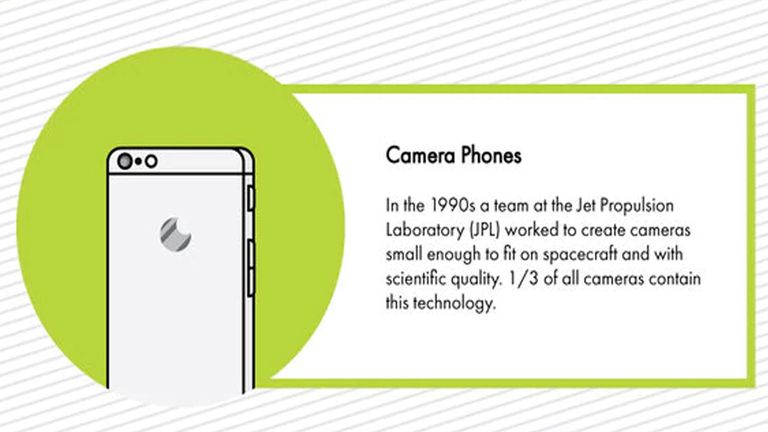 Camera Phones
In the 1990s a team at the Jet Propulsion
Laboratory (JPL) worked to create cameras
small enough to fit on spacecraft and with
scientific quality. 1/3 of all cameras contain
this technology.